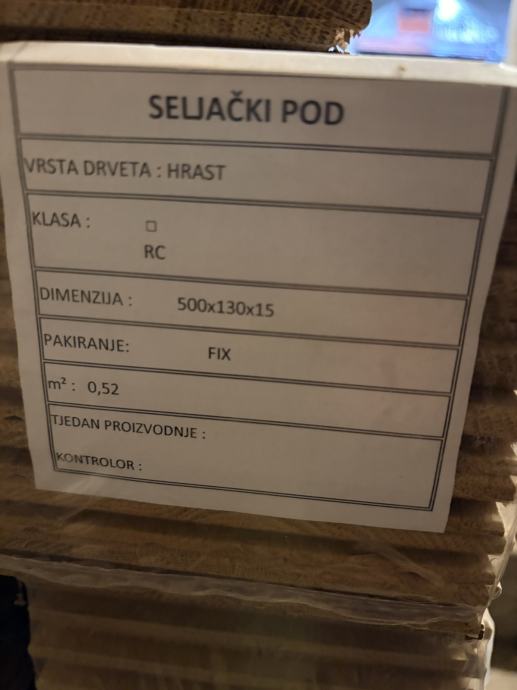 SELJAČKI POD
VRSTA DRVETA : HRAST
KLASA : □
RC
DIMENZIJA : 500x130x15
PAKIRANJE: FIX
m² : 0,52
TJEDAN PROIZVODNJE :
KONTROLOR :